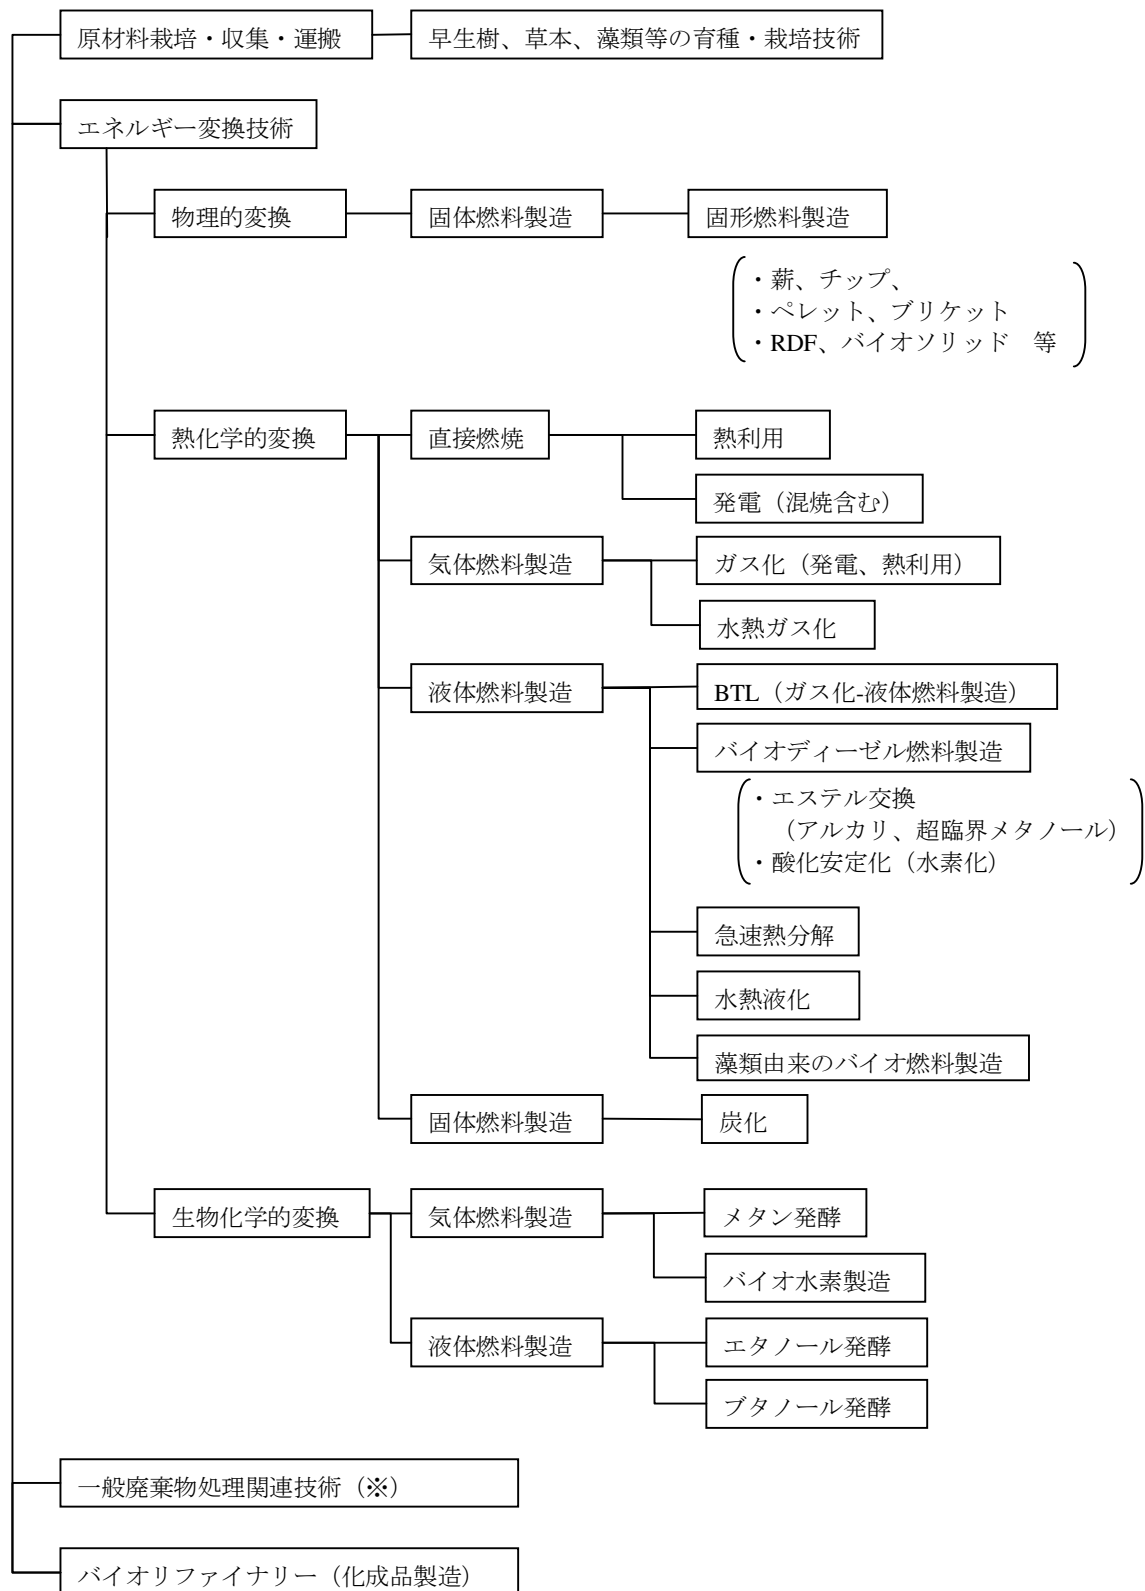 原材料栽培・収集・運搬
早生樹、草本、藻類等の育種・栽培技術
エネルギー変換技術
物理的変換
固体燃料製造
固形燃料製造
・薪、チップ、
・ペレット、ブリケット
・RDF、バイオソリッド　等
熱化学的変換
直接燃焼
熱利用
発電（混焼含む）
気体燃料製造
ガス化（発電、熱利用）
水熱ガス化
液体燃料製造
BTL（ガス化-液体燃料製造）
バイオディーゼル燃料製造
・エステル交換
（アルカリ、超臨界メタノール）
・酸化安定化（水素化）
急速熱分解
水熱液化
藻類由来のバイオ燃料製造
固体燃料製造
炭化
生物化学的変換
気体燃料製造
メタン発酵
バイオ水素製造
液体燃料製造
エタノール発酵
ブタノール発酵
一般廃棄物処理関連技術（※）
バイオリファイナリー（化成品製造）